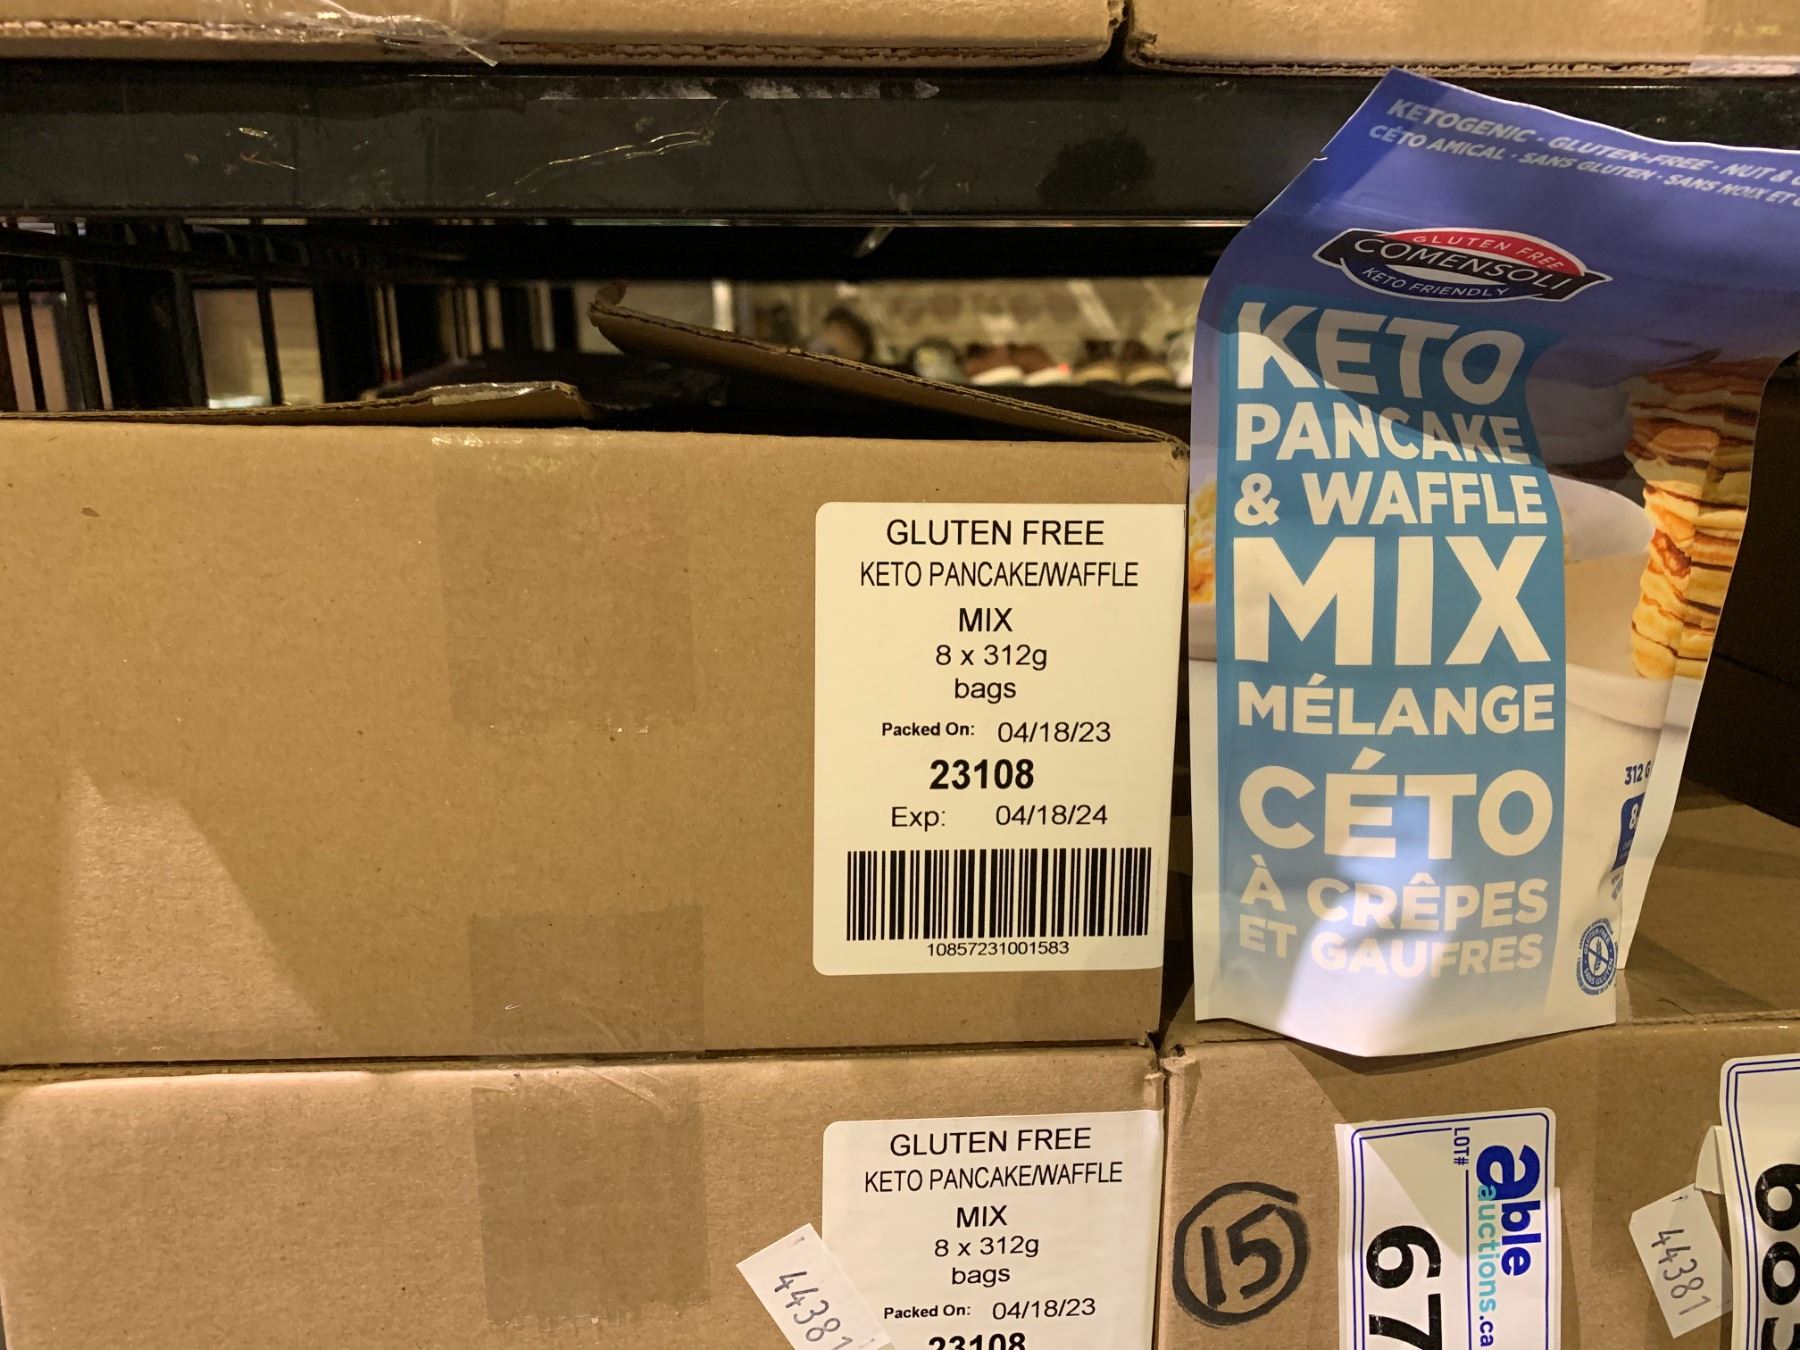 GLUTEN FREE
KETO PANCAKE/WAFFLE
MIX
8 x 312g
bags
Packed On: 04/18/23
23108
Exp: 04/18/24
10857231001583
KETOGENIC • GLUTEN-FREE • NUT &
CÉTO AMICAL • SANS GLUTEN • SANS NOIX ET
GLUTEN FREE
COMENSOLI
KETO FRIENDLY
KETO
PANCAKE
& WAFFLE
MIX
MÉLANGE
CÉTO
À CRÊPES
ET GAUFRES
312 G
GLUTEN FREE
KETO PANCAKE/WAFFLE
MIX
8 x 312g
bags
Packed On: 04/18/23
23108
44381
15
LOT#
able
auctions.ca
67
44381